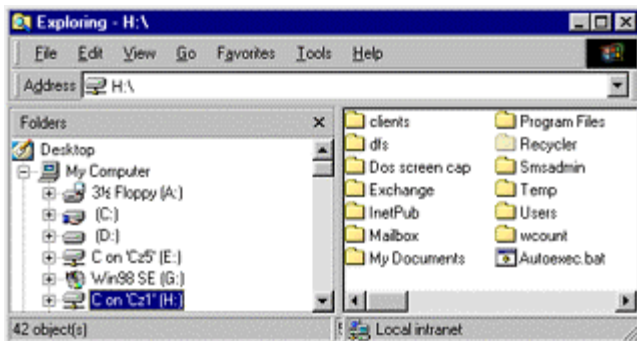 Exploring - H:\
File Edit View Go Favorites Tools Help
Address H:\
Folders
Desktop
My Computer
3½ Floppy (A:)
(C:)
(D:)
C on 'Cz5' (E:)
Win98 SE (G:)
C on 'Cz1' (H:)
clients
dfs
Dos screen cap
Exchange
InetPub
Mailbox
My Documents
Program Files
Recycler
Smsadmin
Temp
Users
wcount
Autoexec.bat
42 object(s)
Local intranet